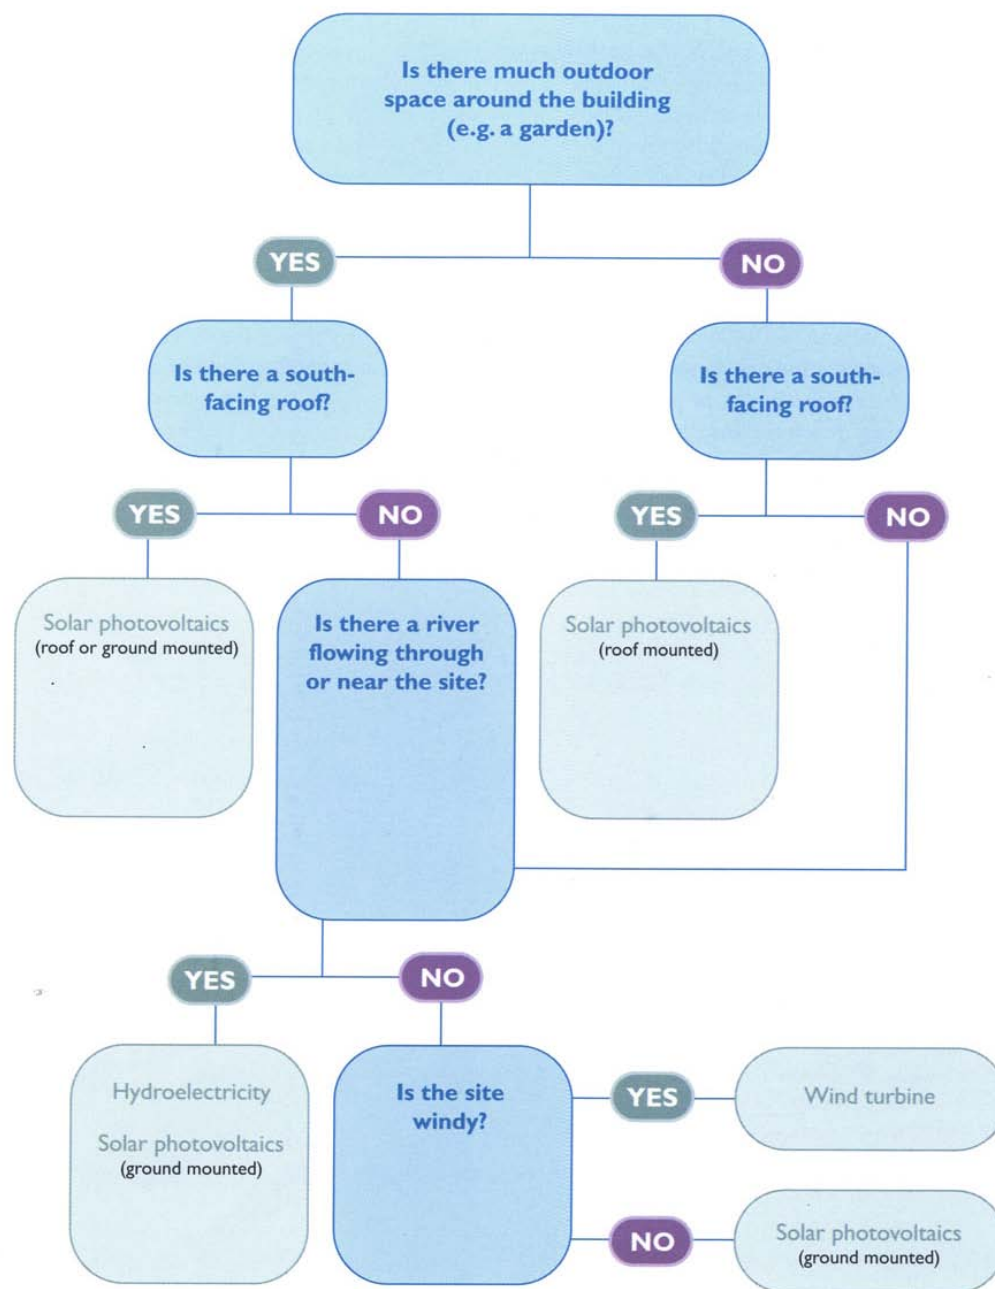 Is there much outdoor
space around the building
(e.g. a garden)?
YES
NO
Is there a south-
facing roof?
Is there a south-
facing roof?
YES
NO
YES
NO
Solar photovoltaics
(roof or ground mounted)
Is there a river
flowing through
or near the site?
Solar photovoltaics
(roof mounted)
YES
NO
Hydroelectricity
Solar photovoltaics
(ground mounted)
Is the site
windy?
YES
Wind turbine
NO
Solar photovoltaics
(ground mounted)